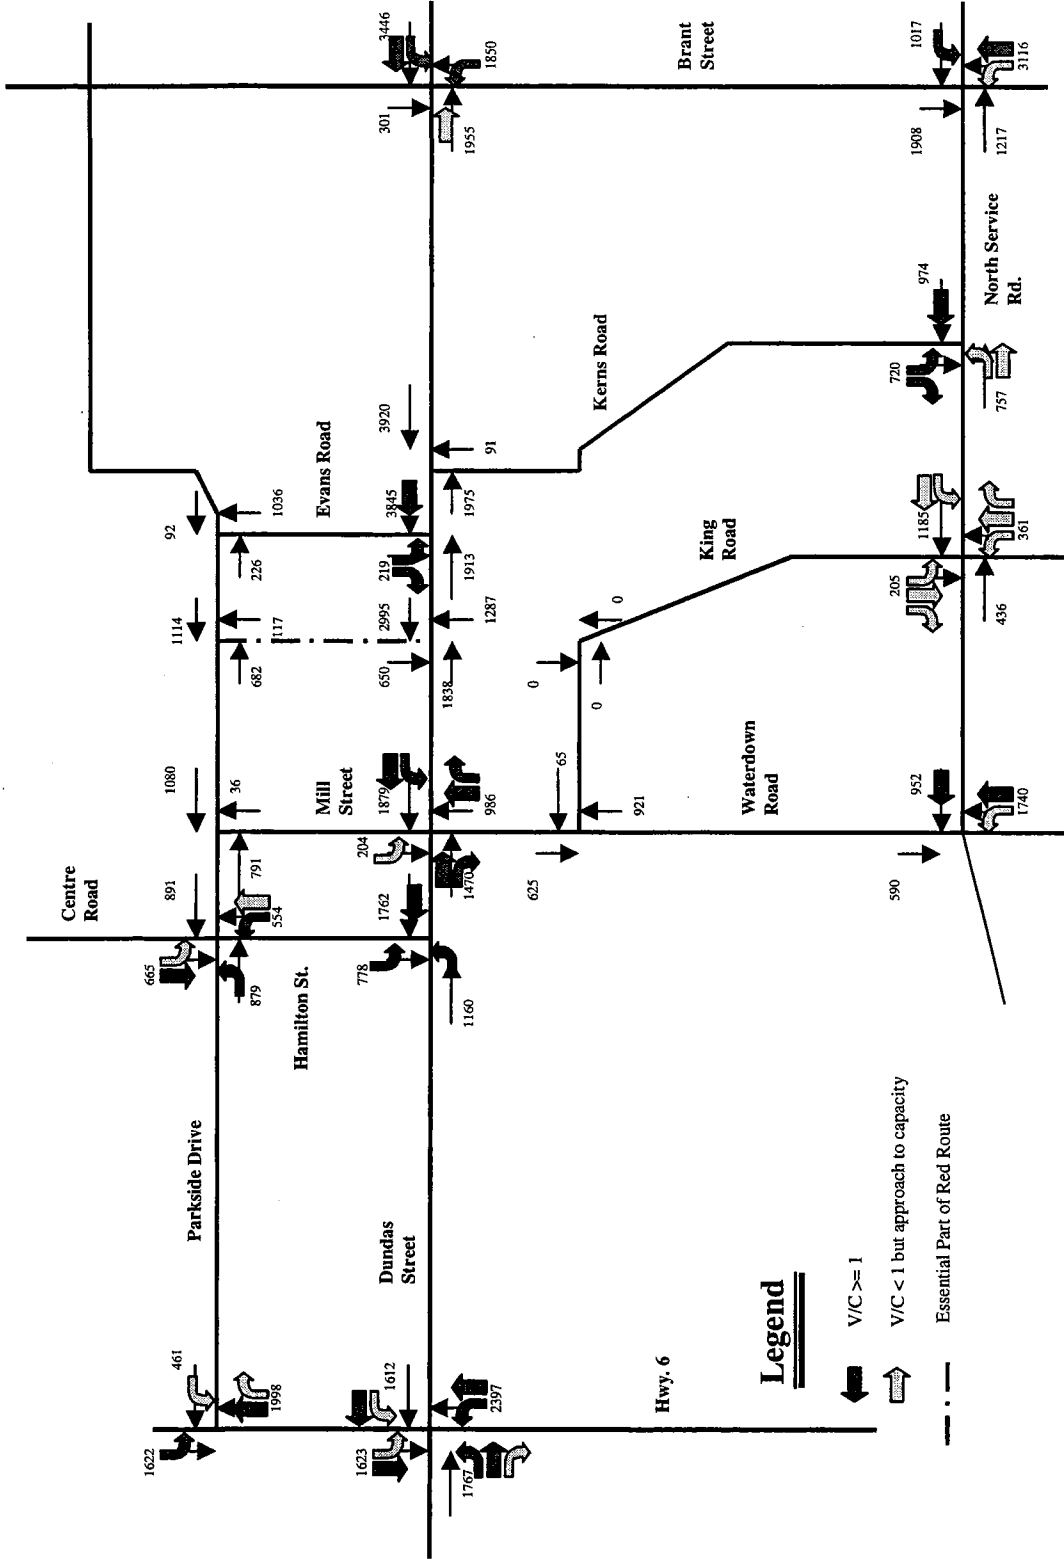 3446
1850
301
1955
Brant
Street
1017
3116
1908
1217
974
North Service
Rd.
720
757
Kerns Road
3920
91
Evans Road
3845
1975
92
1036
226
219
1913
1185
361
King
Road
205
436
1114
117
682
2995
1287
650
1838
0
0
0
1080
36
Mill
Street
1879
986
65
921
Waterdown
Road
952
1740
Centre
Road
891
791
554
204
1470
1762
625
590
665
879
Hamilton St.
778
1160
Parkside Drive
Dundas
Street
461
1998
1622
1612
2397
1623
1767
Hwy. 6
Legend
V/C >= 1
V/C < 1 but approach to capacity
Essential Part of Red Route